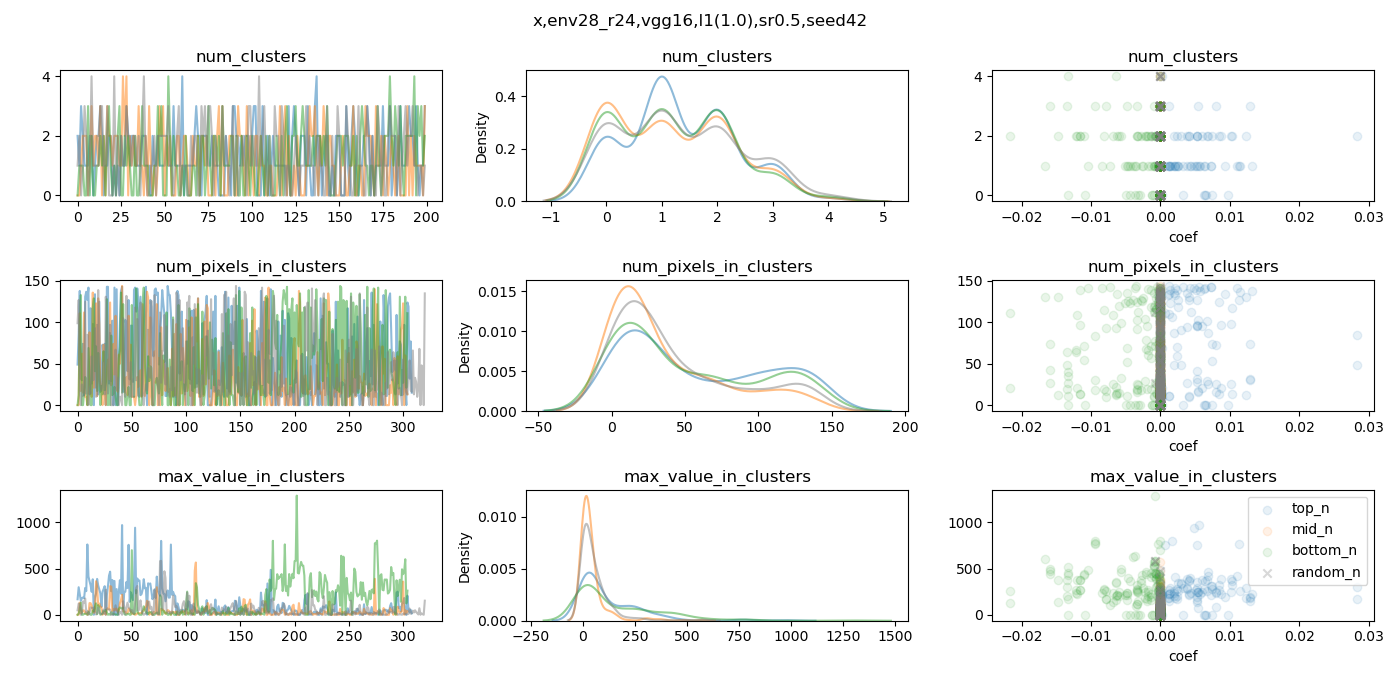 x,env28_r24,vgg16,l1(1.0),sr0.5,seed42
num_clusters
4
2
0
0 25 50 75 100 125 150 175 200
num_clusters
Density
0.4
0.2
0.0
−1 0 1 2 3 4 5
num_clusters
4
2
0
−0.02 −0.01 0.00 0.01 0.02 0.03
coef
num_pixels_in_clusters
150
100
50
0
0 50 100 150 200 250 300
num_pixels_in_clusters
Density
0.015
0.010
0.005
0.000
−50 0 50 100 150 200
num_pixels_in_clusters
150
100
50
0
−0.02 −0.01 0.00 0.01 0.02 0.03
coef
max_value_in_clusters
1000
500
0
0 50 100 150 200 250 300
max_value_in_clusters
Density
0.010
0.005
0.000
−250 0 250 500 750 1000 1250 1500
max_value_in_clusters
1000
500
0
top_n
mid_n
bottom_n
random_n
−0.02 −0.01 0.00 0.01 0.02 0.03
coef